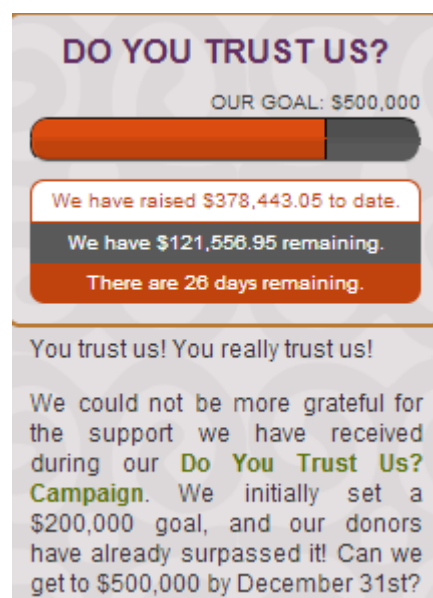 DO YOU TRUST US?
OUR GOAL: $500,000
We have raised $378,443.05 to date.
We have $121,556.95 remaining.
There are 26 days remaining.
You trust us! You really trust us!
We could not be more grateful for
the support we have received
during our Do You Trust Us?
Campaign. We initially set a
$200,000 goal, and our donors
have already surpassed it! Can we
get to $500,000 by December 31st?